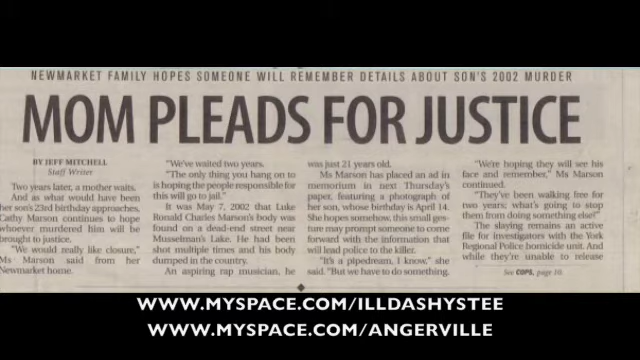 NEWMARKET FAMILY HOPES SOMEONE WILL REMEMBER DETAILS ABOUT SON'S 2002 MURDER
MOM PLEADS FOR JUSTICE
BY JEFF MITCHELL
Staff Writer
Two years later, a mother waits.
And as what would have been
her son's 23rd birthday approaches,
Cathy Marson continues to hope
whoever murdered him will be
brought to justice.
"We would really like closure,"
Ms Marson said from her
Newmarket home.
"We've waited two years.
"The only thing you hang on to
is hoping the people responsible for
this will go to jail."
It was May 7, 2002 that Luke
Ronald Charles Marson's body was
found on a dead-end street near
Musselman's Lake. He had been
shot multiple times and his body
dumped in the country.
An aspiring rap musician, he
was just 21 years old.
Ms Marson has placed an ad in
memorium in next Thursday's
paper, featuring a photograph of
her son, whose birthday is April 14.
She hopes somehow, this small ges-
ture may prompt someone to come
forward with the information that
will lead police to the killer.
"It's a pipedream, I know," she
said. "But we have to do something.
"We're hoping they will see his
face and remember," Ms Marson
continued.
"They've been walking free for
two years; what's going to stop
them from doing something else?"
The slaying remains an active
file for investigators with the York
Regional Police homicide unit. And
while they're unable to release
See COPS, page 10.
WWW.MYSPACE.COM/ILLDASHYSTEE
WWW.MYSPACE.COM/ANGERVILLE